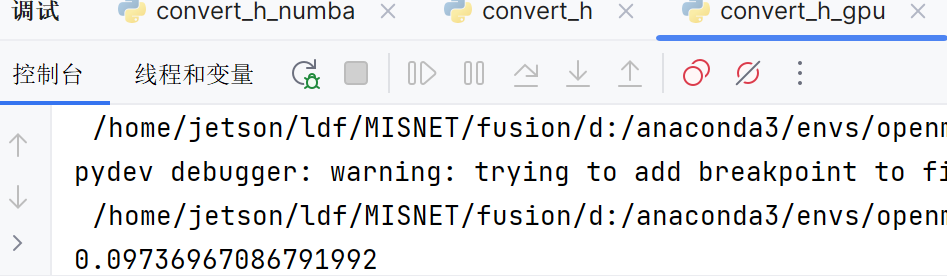 调试 convert_h_numba convert_h convert_h_gpu
控制台 线程和变量
/home/jetson/ldf/MISNET/fusion/d:/anaconda3/envs/openm
pydev debugger: warning: trying to add breakpoint to fi
/home/jetson/ldf/MISNET/fusion/d:/anaconda3/envs/openm
0.09736967086791992